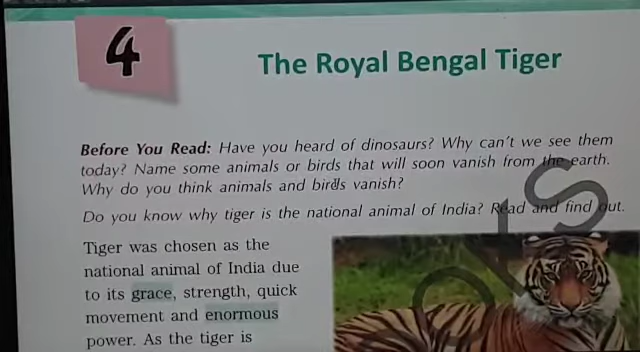 4
The Royal Bengal Tiger
Before You Read: Have you heard of dinosaurs? Why can't we see them
today? Name some animals or birds that will soon vanish from the earth.
Why do you think animals and birds vanish?
Do you know why tiger is the national animal of India? Read and find out.
Tiger was chosen as the
national animal of India due
to its grace, strength, quick
movement and enormous
power. As the tiger is